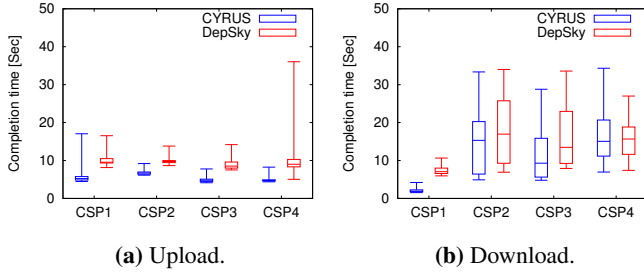 50
40
30
20
10
0
Completion time [Sec]
CYRUS
DepSky
CSP1 CSP2 CSP3 CSP4
(a) Upload.
50
40
30
20
10
0
Completion time [Sec]
CYRUS
DepSky
CSP1 CSP2 CSP3 CSP4
(b) Download.